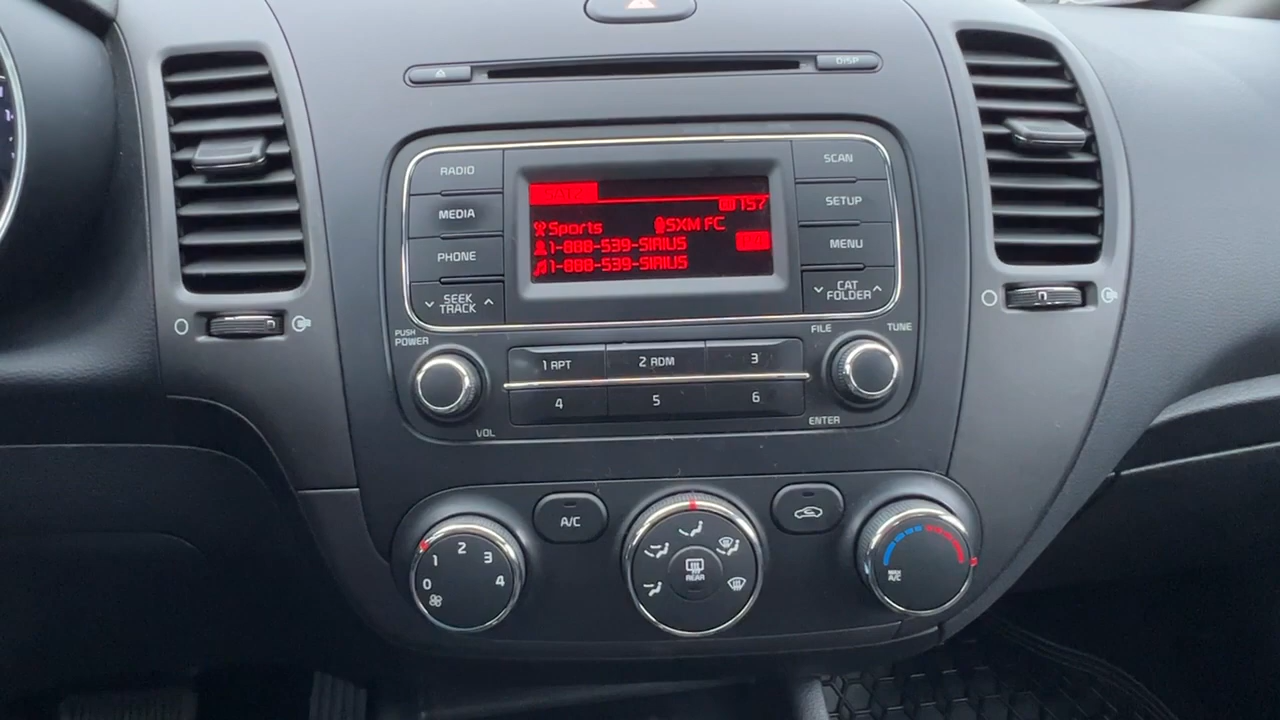 DISP
RADIO
SCAN
MEDIA
SETUP
PHONE
MENU
SEEK
TRACK
CAT
FOLDER
157
Sports SXM FC
1-888-539-SIRIUS
1-888-539-SIRIUS
PUSH
POWER
VOL
FILE
TUNE
ENTER
1 RPT 2 RDM 3
4 5 6
A/C
0 1 2 3 4
REAR
MAX
A/C